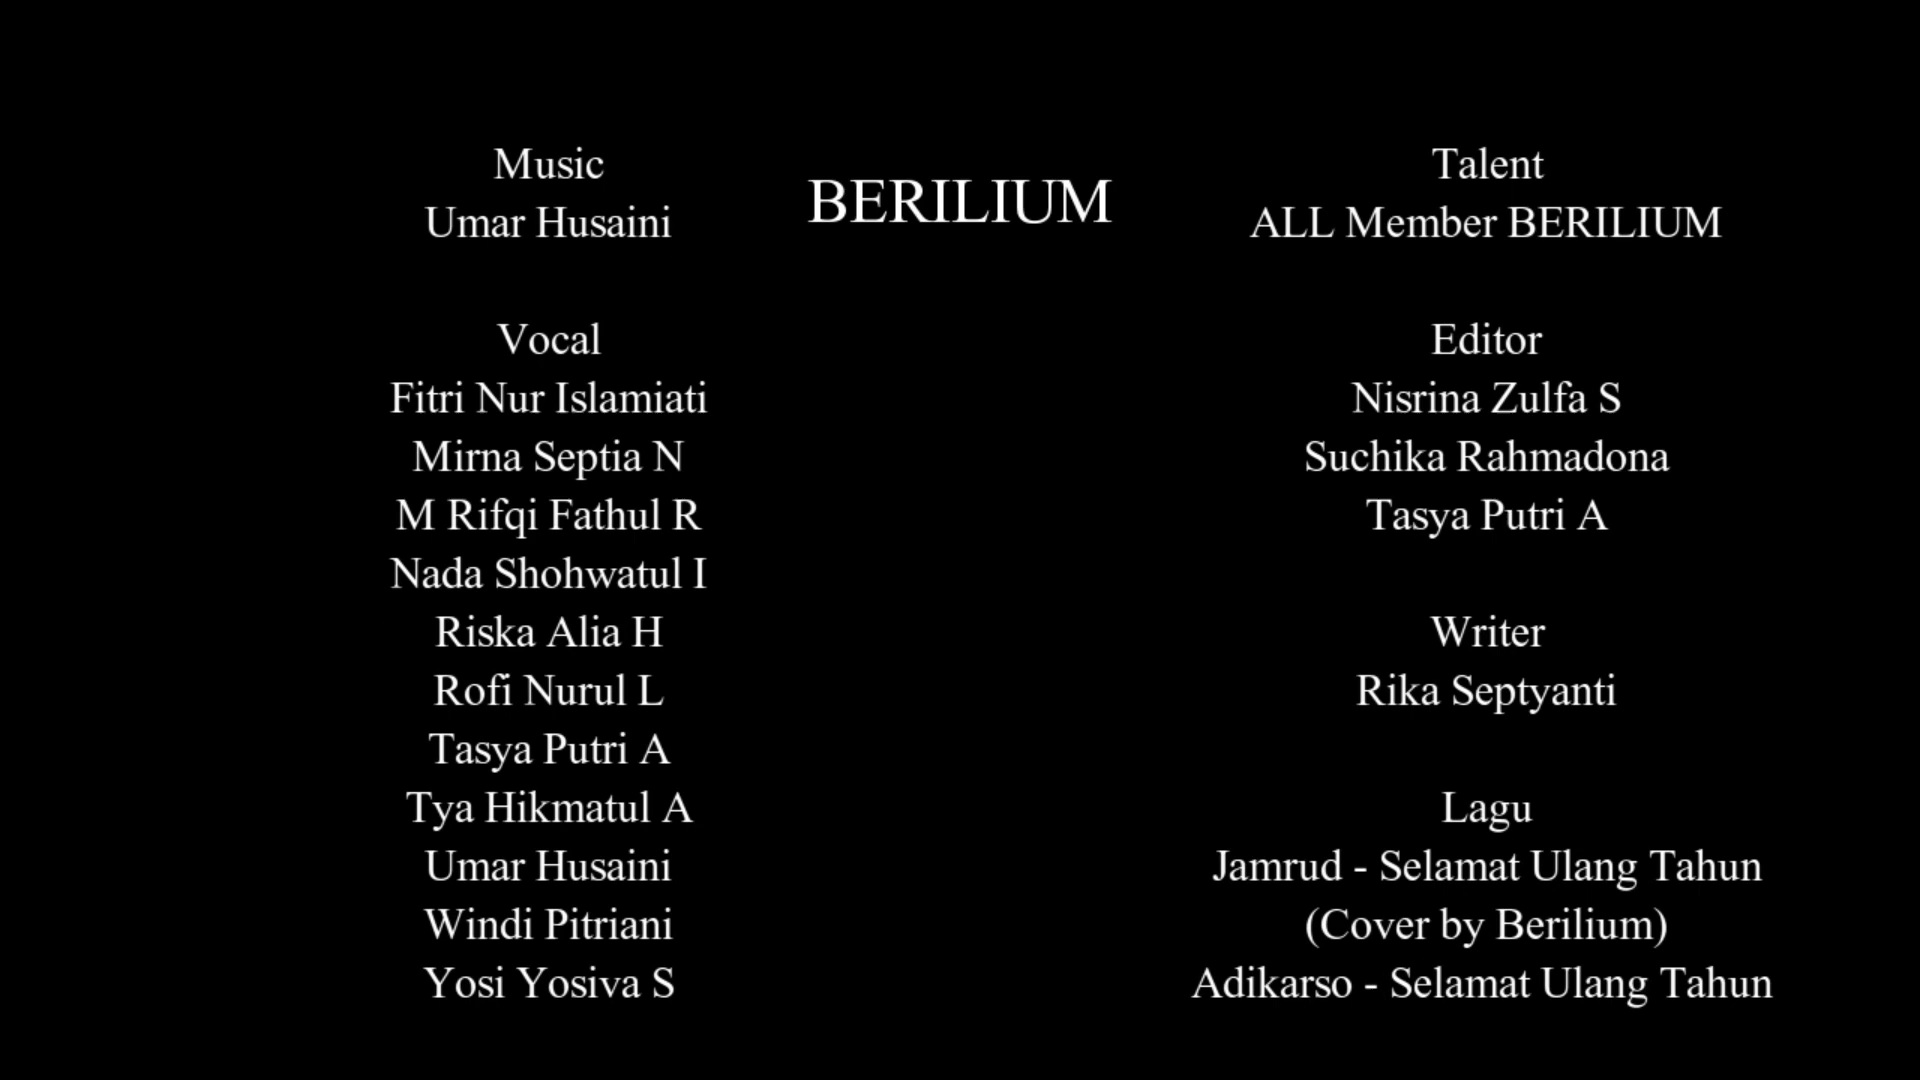 BERILIUM
Music
Umar Husaini
Vocal
Fitri Nur Islamiati
Mirna Septia N
M Rifqi Fathul R
Nada Shohwatul I
Riska Alia H
Rofi Nurul L
Tasya Putri A
Tya Hikmatul A
Umar Husaini
Windi Pitriani
Yosi Yosiva S
Talent
ALL Member BERILIUM
Editor
Nisrina Zulfa S
Suchika Rahmadona
Tasya Putri A
Writer
Rika Septyanti
Lagu
Jamrud - Selamat Ulang Tahun
(Cover by Berilium)
Adikarso - Selamat Ulang Tahun